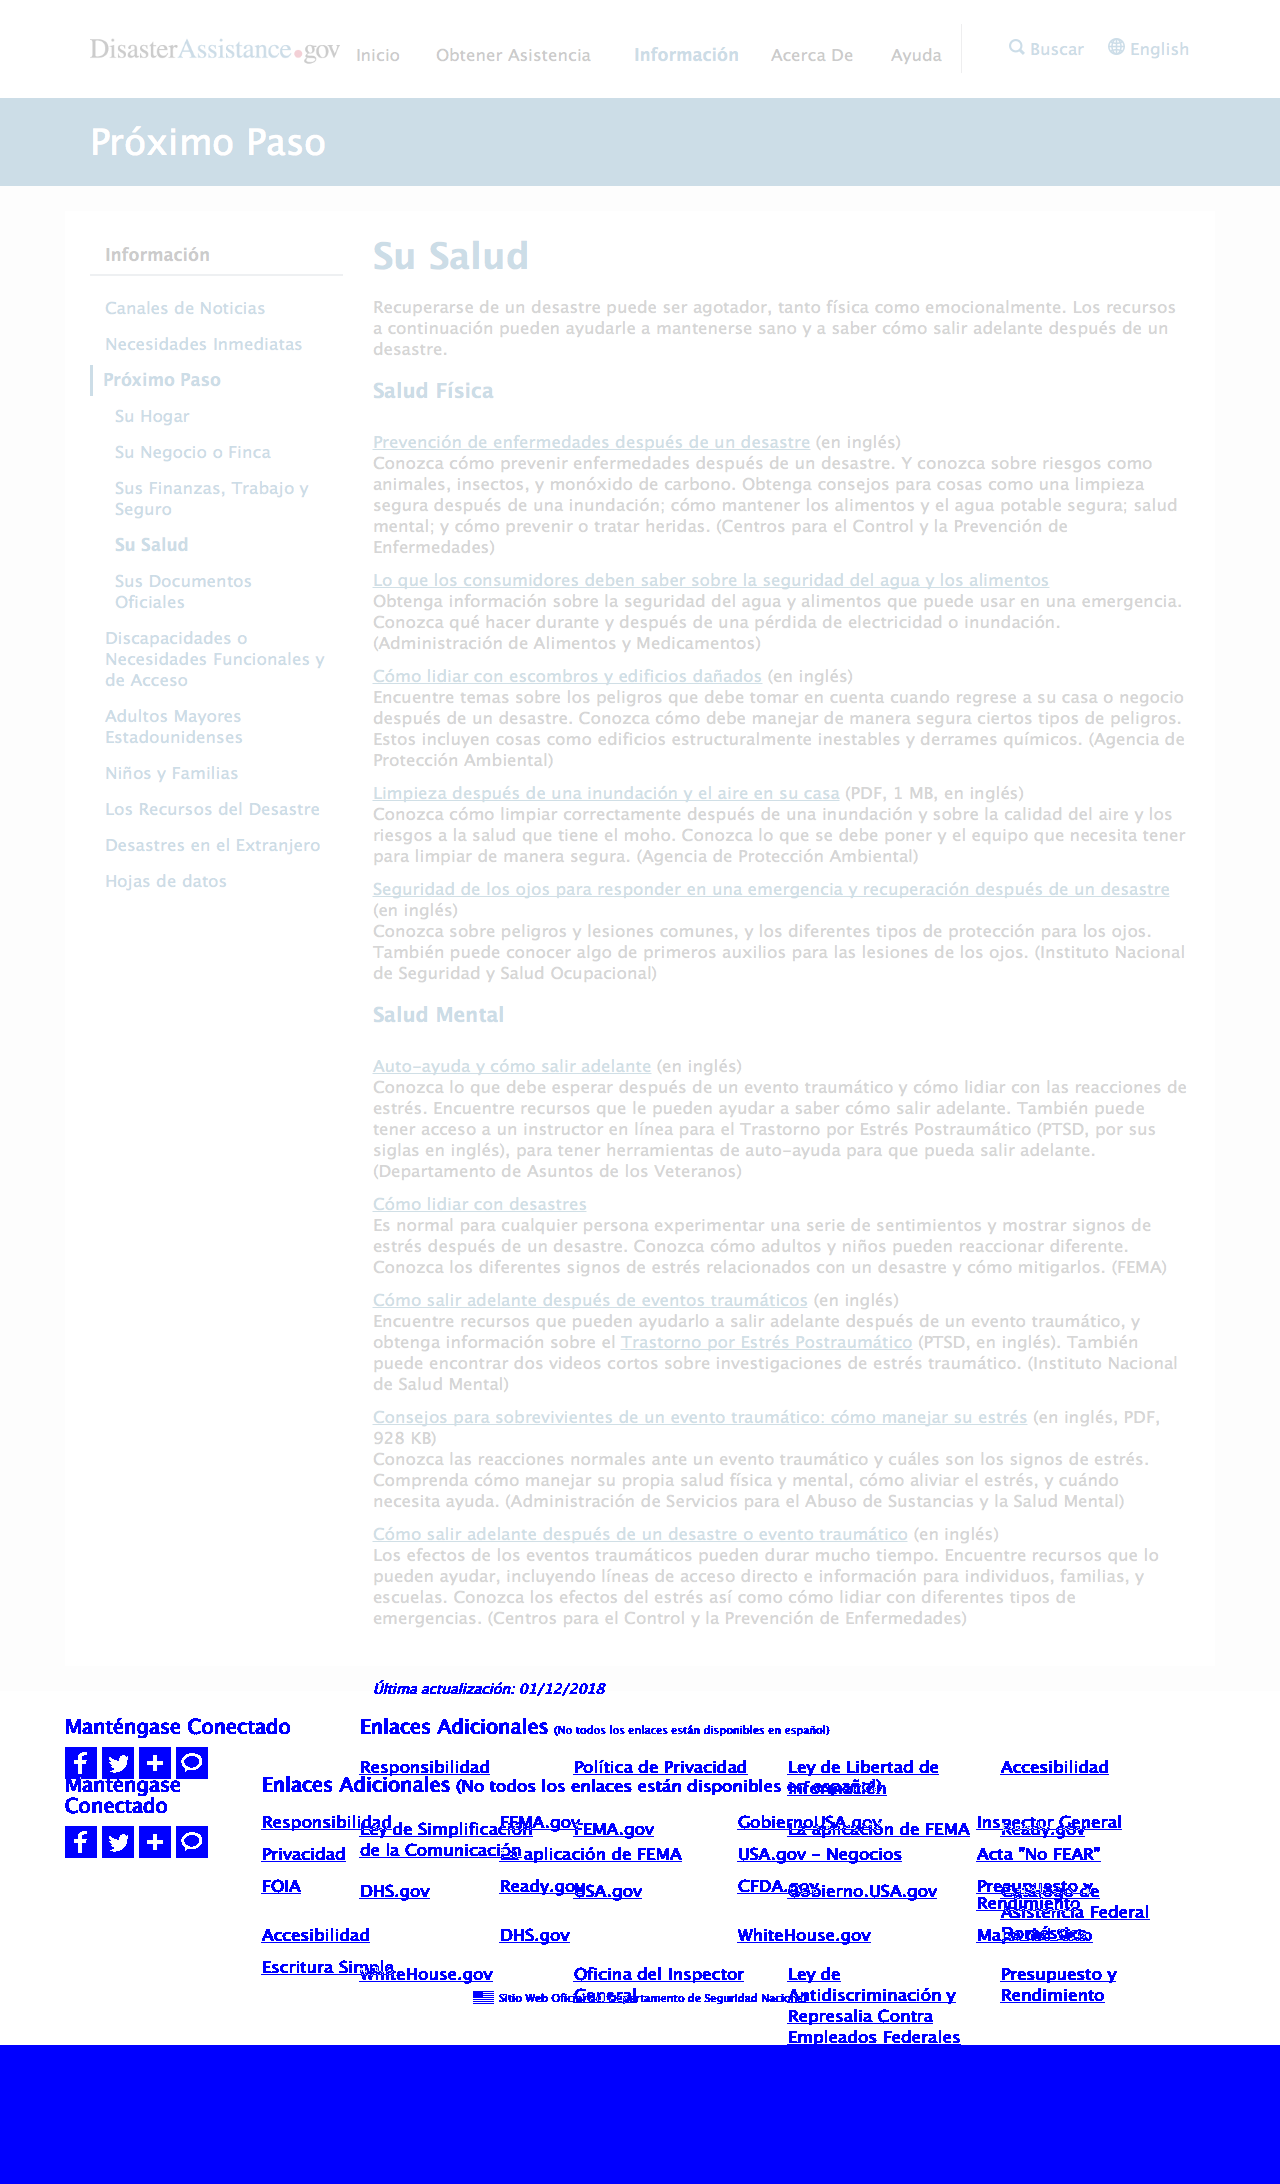 DisasterAssistance.gov
Inicio Obtener Asistencia Información Acerca De Ayuda Buscar English
Próximo Paso
Información
Canales de Noticias
Necesidades Inmediatas
Próximo Paso
Su Hogar
Su Negocio o Finca
Sus Finanzas, Trabajo y
Seguro
Su Salud
Sus Documentos
Oficiales
Discapacidades o
Necesidades Funcionales y
de Acceso
Adultos Mayores
Estadounidenses
Niños y Familias
Los Recursos del Desastre
Desastres en el Extranjero
Hojas de datos
Su Salud
Recuperarse de un desastre puede ser agotador, tanto física como emocionalmente. Los recursos
a continuación pueden ayudarle a mantenerse sano y a saber cómo salir adelante después de un
desastre.
Salud Física
Prevención de enfermedades después de un desastre (en inglés)
Conozca cómo prevenir enfermedades después de un desastre. Y conozca sobre riesgos como
animales, insectos, y monóxido de carbono. Obtenga consejos para cosas como una limpieza
segura después de una inundación; cómo mantener los alimentos y el agua potable segura; salud
mental; y cómo prevenir o tratar heridas. (Centros para el Control y la Prevención de
Enfermedades)
Lo que los consumidores deben saber sobre la seguridad del agua y los alimentos
Obtenga información sobre la seguridad del agua y alimentos que puede usar en una emergencia.
Conozca qué hacer durante y después de una pérdida de electricidad o inundación.
(Administración de Alimentos y Medicamentos)
Cómo lidiar con escombros y edificios dañados (en inglés)
Encuentre temas sobre los peligros que debe tomar en cuenta cuando regrese a su casa o negocio
después de un desastre. Conozca cómo debe manejar de manera segura ciertos tipos de peligros.
Estos incluyen cosas como edificios estructuralmente inestables y derrames químicos. (Agencia de
Protección Ambiental)
Limpieza después de una inundación y el aire en su casa (PDF, 1 MB, en inglés)
Conozca cómo limpiar correctamente después de una inundación y sobre la calidad del aire y los
riesgos a la salud que tiene el moho. Conozca lo que se debe poner y el equipo que necesita tener
para limpiar de manera segura. (Agencia de Protección Ambiental)
Seguridad de los ojos para responder en una emergencia y recuperación después de un desastre
(en inglés)
Conozca sobre peligros y lesiones comunes, y los diferentes tipos de protección para los ojos.
También puede conocer algo de primeros auxilios para las lesiones de los ojos. (Instituto Nacional
de Seguridad y Salud Ocupacional)
Salud Mental
Auto-ayuda y cómo salir adelante (en inglés)
Conozca lo que debe esperar después de un evento traumático y cómo lidiar con las reacciones de
estrés. Encuentre recursos que le pueden ayudar a saber cómo salir adelante. También puede
tener acceso a un instructor en línea para el Trastorno por Estrés Postraumático (PTSD, por sus
siglas en inglés), para tener herramientas de auto-ayuda para que pueda salir adelante.
(Departamento de Asuntos de los Veteranos)
Cómo lidiar con desastres
Es normal para cualquier persona experimentar una serie de sentimientos y mostrar signos de
estrés después de un desastre. Conozca cómo adultos y niños pueden reaccionar diferente.
Conozca los diferentes signos de estrés relacionados con un desastre y cómo mitigarlos. (FEMA)
Cómo salir adelante después de eventos traumáticos (en inglés)
Encuentre recursos que pueden ayudarlo a salir adelante después de un evento traumático, y
obtenga información sobre el Trastorno por Estrés Postraumático (PTSD, en inglés). También
puede encontrar dos videos cortos sobre investigaciones de estrés traumático. (Instituto Nacional
de Salud Mental)
Consejos para sobrevivientes de un evento traumático: cómo manejar su estrés (en inglés, PDF,
928 KB)
Conozca las reacciones normales ante un evento traumático y cuáles son los signos de estrés.
Comprenda cómo manejar su propia salud física y mental, cómo aliviar el estrés, y cuándo
necesita ayuda. (Administración de Servicios para el Abuso de Sustancias y la Salud Mental)
Cómo salir adelante después de un desastre o evento traumático (en inglés)
Los efectos de los eventos traumáticos pueden durar mucho tiempo. Encuentre recursos que lo
pueden ayudar, incluyendo líneas de acceso directo e información para individuos, familias, y
escuelas. Conozca los efectos del estrés así como cómo lidiar con diferentes tipos de
emergencias. (Centros para el Control y la Prevención de Enfermedades)
Última actualización: 01/12/2018
Manténgase Conectado
Enlaces Adicionales (No todos los enlaces están disponibles en español)
Responsibilidad Política de Privacidad Ley de Libertad de Accesibilidad
Información
Ley de Simplificación FEMA.gov La aplicación de FEMA Ready.gov
de la Comunicación
DHS.gov USA.gov Gobierno.USA.gov Catálogo de
Asistencia Federal
Doméstica
WhiteHouse.gov Oficina del Inspector Ley de Presupuesto y
General Antidiscriminación y Rendimiento
Represalia Contra
Empleados Federales
Manténgase
Conectado
Enlaces Adicionales (No todos los enlaces están disponibles en español)
Responsibilidad FEMA.gov GobiernoUSA.gov Inspector General
Privacidad La aplicación de FEMA USA.gov - Negocios Acta "No FEAR"
FOIA Ready.gov CFDA.gov Presupuesto y
Rendimiento
Accesibilidad DHS.gov WhiteHouse.gov
Escritura Simple
Sitio Web Oficial del Departamento de Seguridad Nacional